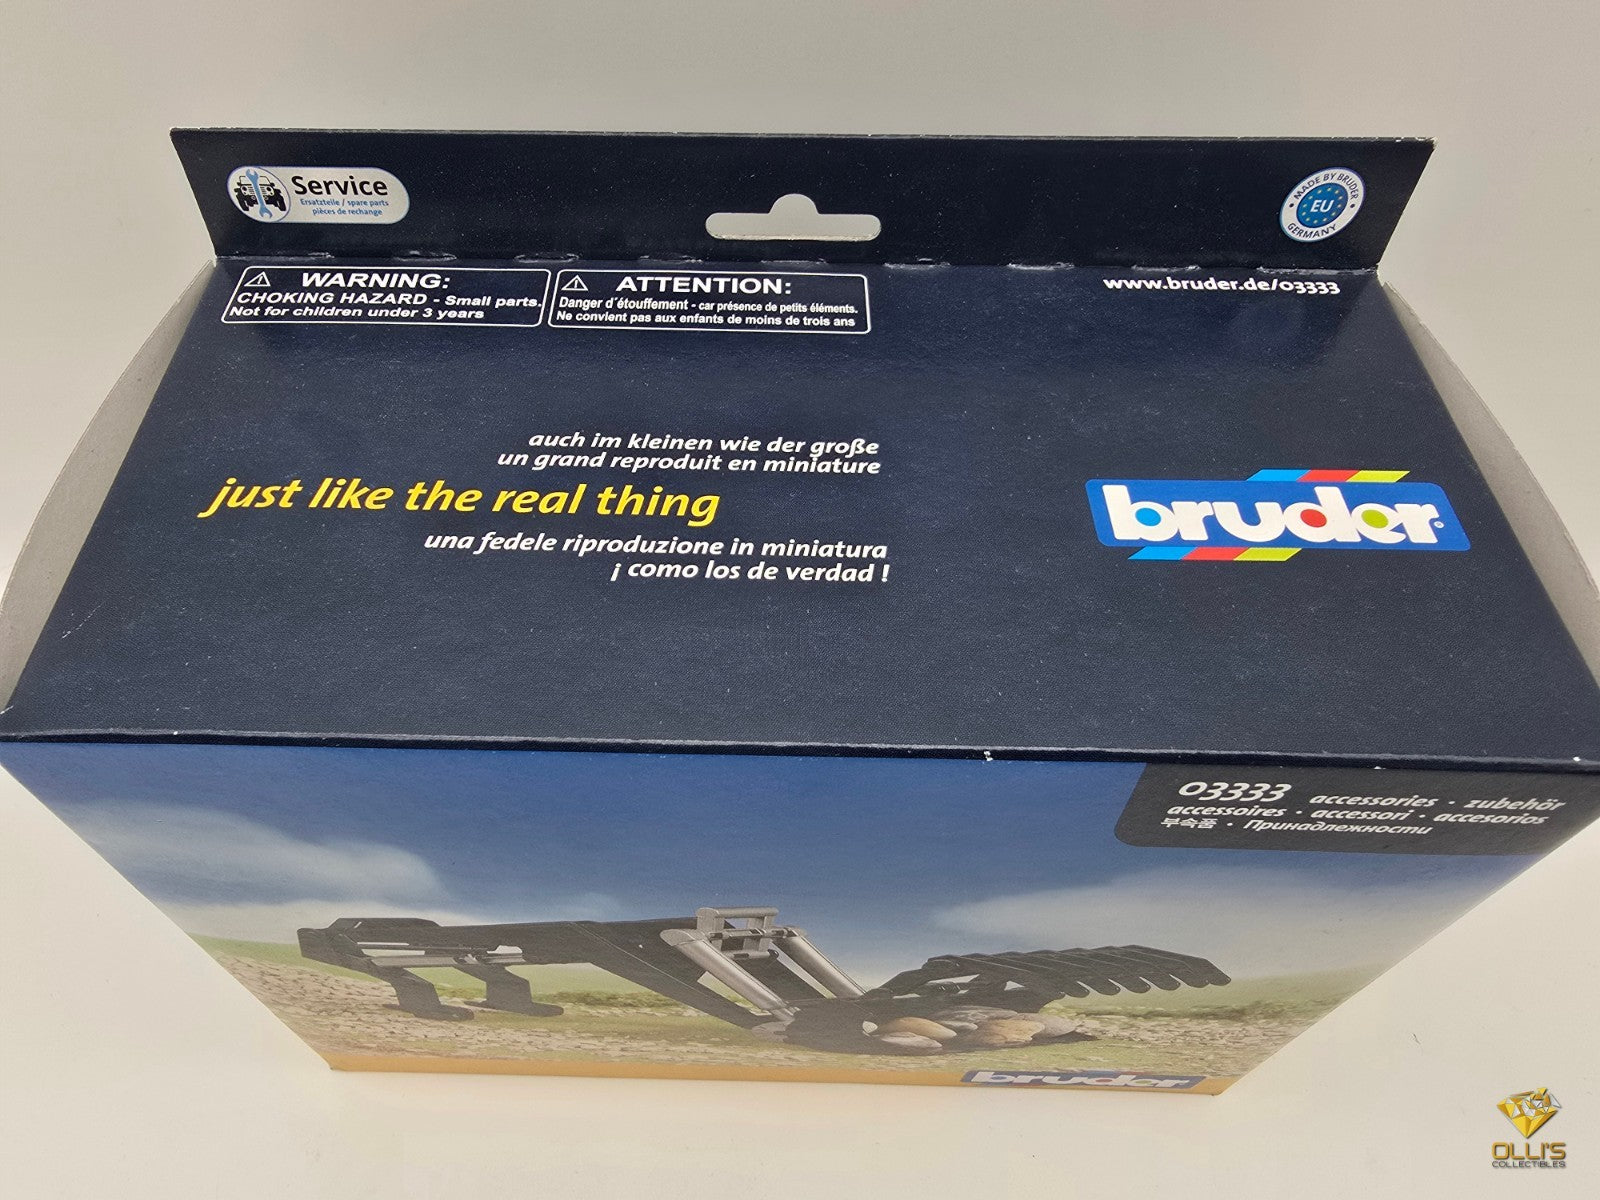 Service
Ersatzteile / spare parts
pièces de rechange
MADE BY BRUDER
EU
GERMANY
WARNING:
CHOKING HAZARD - Small parts.
Not for children under 3 years
ATTENTION:
Danger d'étouffement - car présence de petits éléments.
Ne convient pas aux enfants de moins de trois ans
www.bruder.de/03333
auch im kleinen wie der große
un grand reproduit en miniature
just like the real thing
una fedele riproduzione in miniatura
¡ como los de verdad !
bruder
03333 accessories · zubehör
accessoires · accessori · accesorios
부속품 · Принадлежности
bruder
OLLI'S
COLLECTIBLES